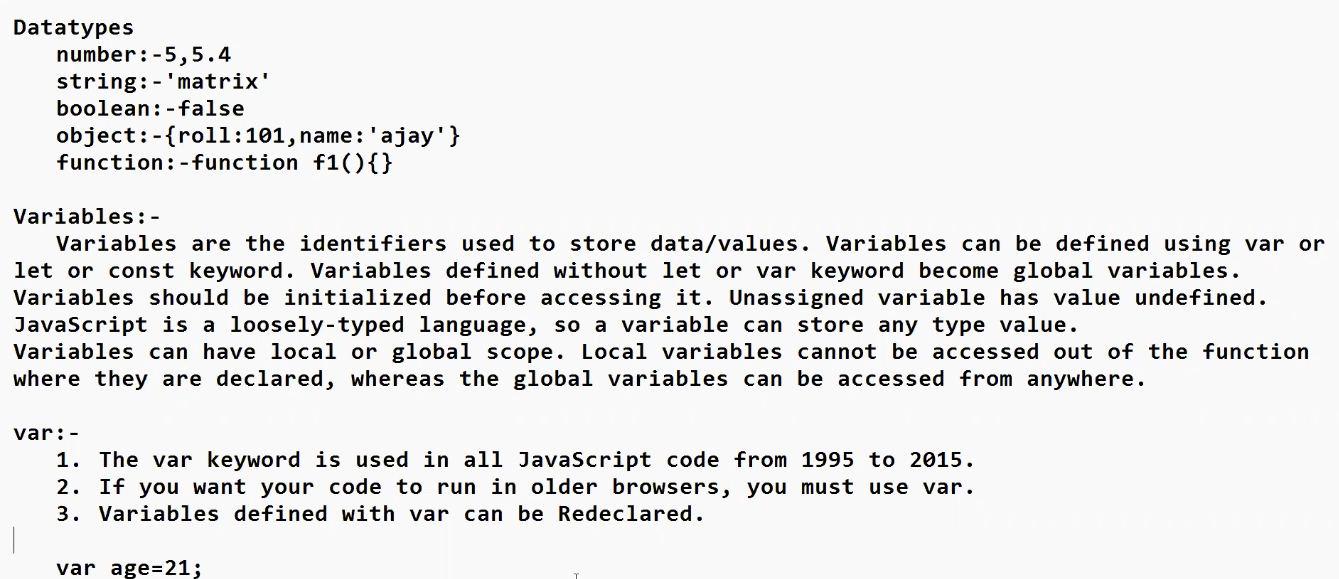 Datatypes
number:-5,5.4
string:-'matrix'
boolean:-false
object:-{roll:101,name:'ajay'}
function:-function f1(){}
Variables:-
Variables are the identifiers used to store data/values. Variables can be defined using var or
let or const keyword. Variables defined without let or var keyword become global variables.
Variables should be initialized before accessing it. Unassigned variable has value undefined.
JavaScript is a loosely-typed language, so a variable can store any type value.
Variables can have local or global scope. Local variables cannot be accessed out of the function
where they are declared, whereas the global variables can be accessed from anywhere.
var:-
1. The var keyword is used in all JavaScript code from 1995 to 2015.
2. If you want your code to run in older browsers, you must use var.
3. Variables defined with var can be Redeclared.
var age=21;